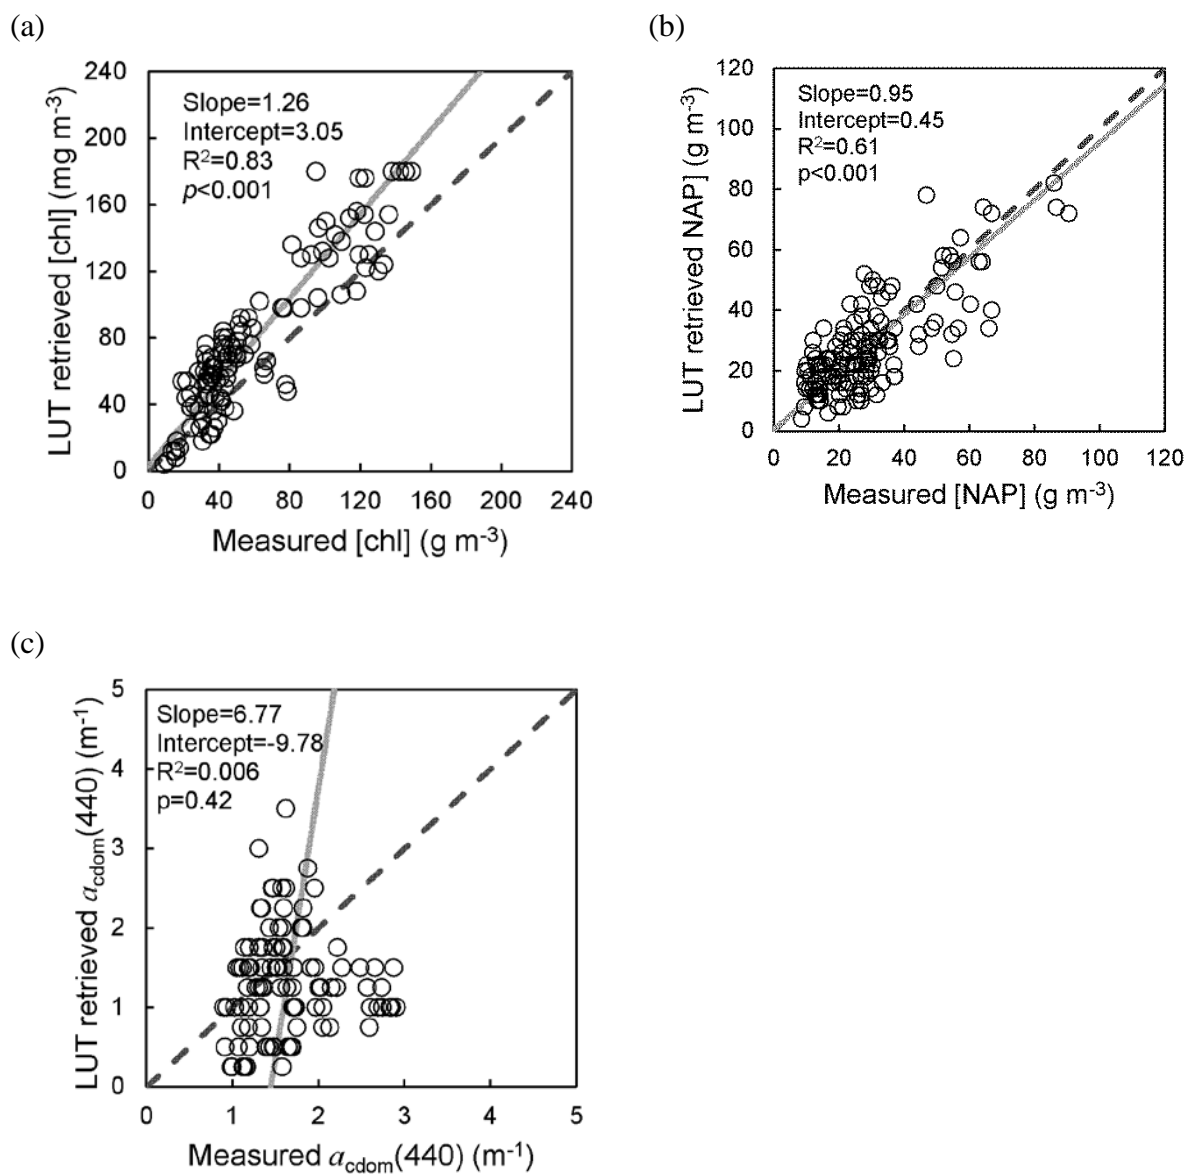 (a)
240
200
160
120
80
40
0
LUT retrieved [chl] (mg m⁻³)
Slope=1.26
Intercept=3.05
R²=0.83
p<0.001
0 40 80 120 160 200 240
Measured [chl] (g m⁻³)
(b)
120
100
80
60
40
20
0
LUT retrieved NAP] (g m⁻³)
Slope=0.95
Intercept=0.45
R²=0.61
p<0.001
0 20 40 60 80 100 120
Measured [NAP] (g m⁻³)
(c)
5
4
3
2
1
0
LUT retrieved a_cdom(440) (m⁻¹)
Slope=6.77
Intercept=-9.78
R²=0.006
p=0.42
0 1 2 3 4 5
Measured a_cdom(440) (m⁻¹)